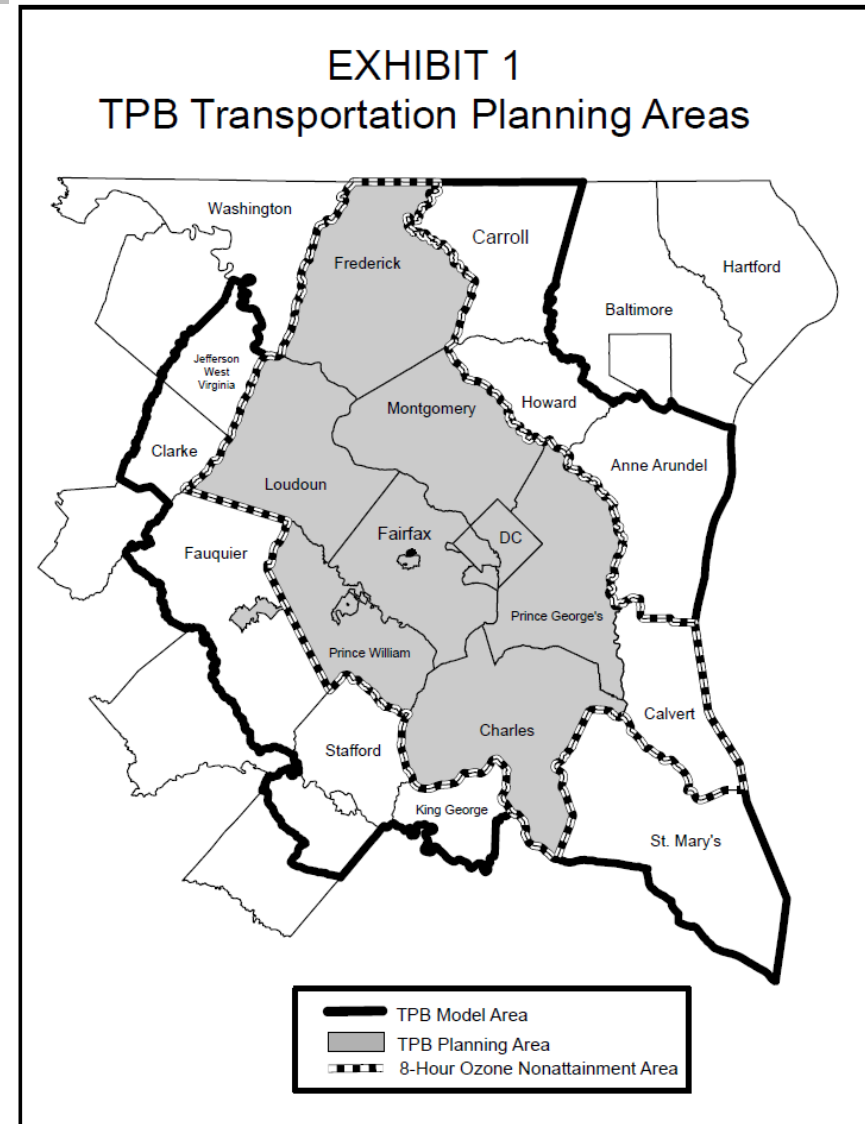 EXHIBIT 1
TPB Transportation Planning Areas
Washington
Carroll
Frederick
Hartford
Baltimore
Jefferson
West
Virginia
Howard
Montgomery
Clarke
Anne Arundel
Loudoun
Fairfax
DC
Fauquier
Prince George's
Prince William
Calvert
Charles
Stafford
King George
St. Mary's
TPB Model Area
TPB Planning Area
8-Hour Ozone Nonattainment Area